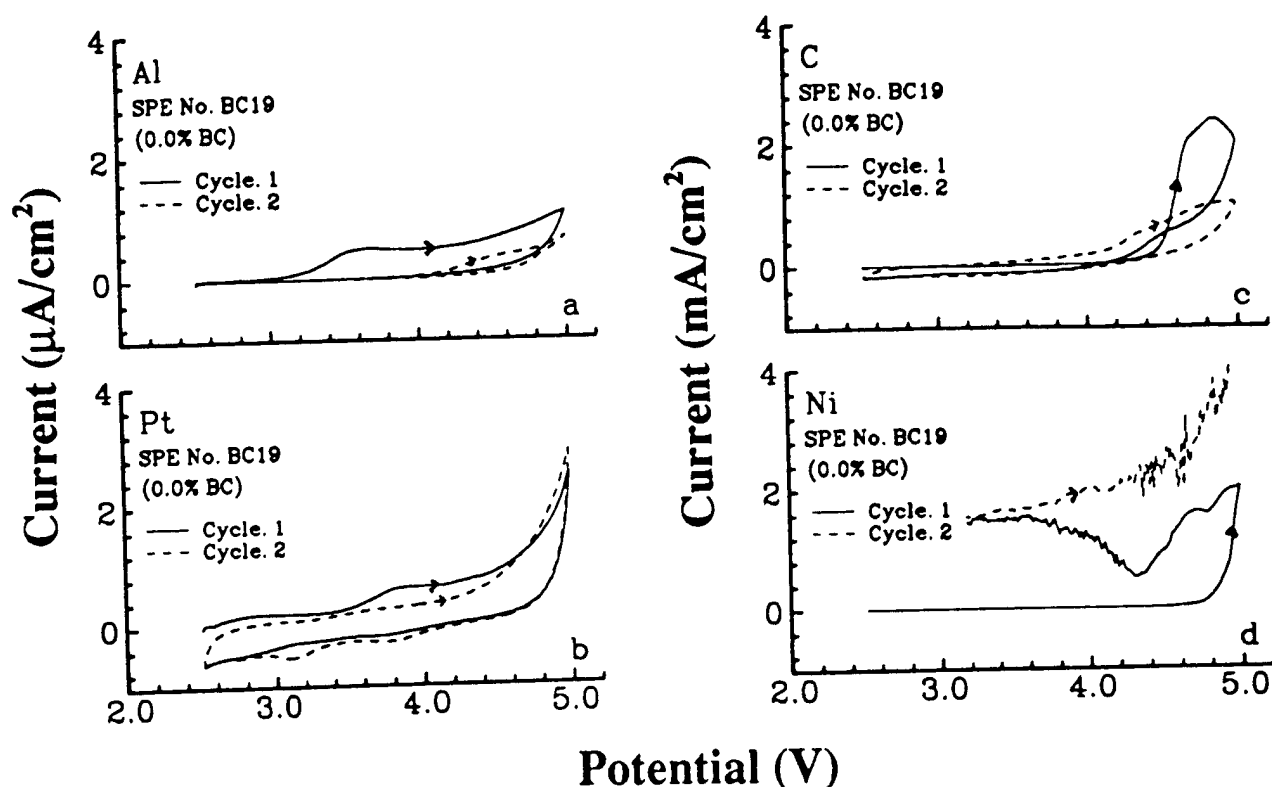 4
Al
SPE No. BC19
(0.0% BC)
2
Cycle. 1
Cycle. 2
0
a
4
C
SPE No. BC19
(0.0% BC)
2
Cycle. 1
Cycle. 2
0
c
Current (μA/cm²)
Current (mA/cm²)
4
Pt
SPE No. BC19
(0.0% BC)
2
Cycle. 1
Cycle. 2
0
b
2.0 3.0 4.0 5.0
4
Ni
SPE No. BC19
(0.0% BC)
2
Cycle. 1
Cycle. 2
0
d
2.0 3.0 4.0 5.0
Potential (V)